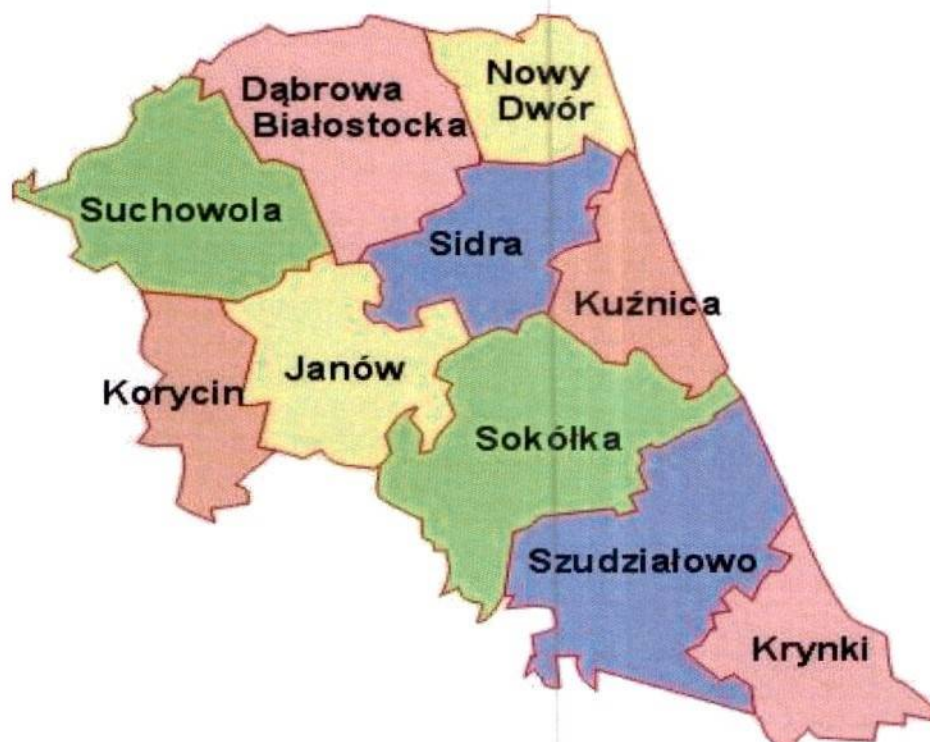 Dąbrowa
Białostocka
Nowy
Dwór
Suchowola
Sidra
Kuźnica
Janów
Korycin
Sokółka
Szudziałowo
Krynki